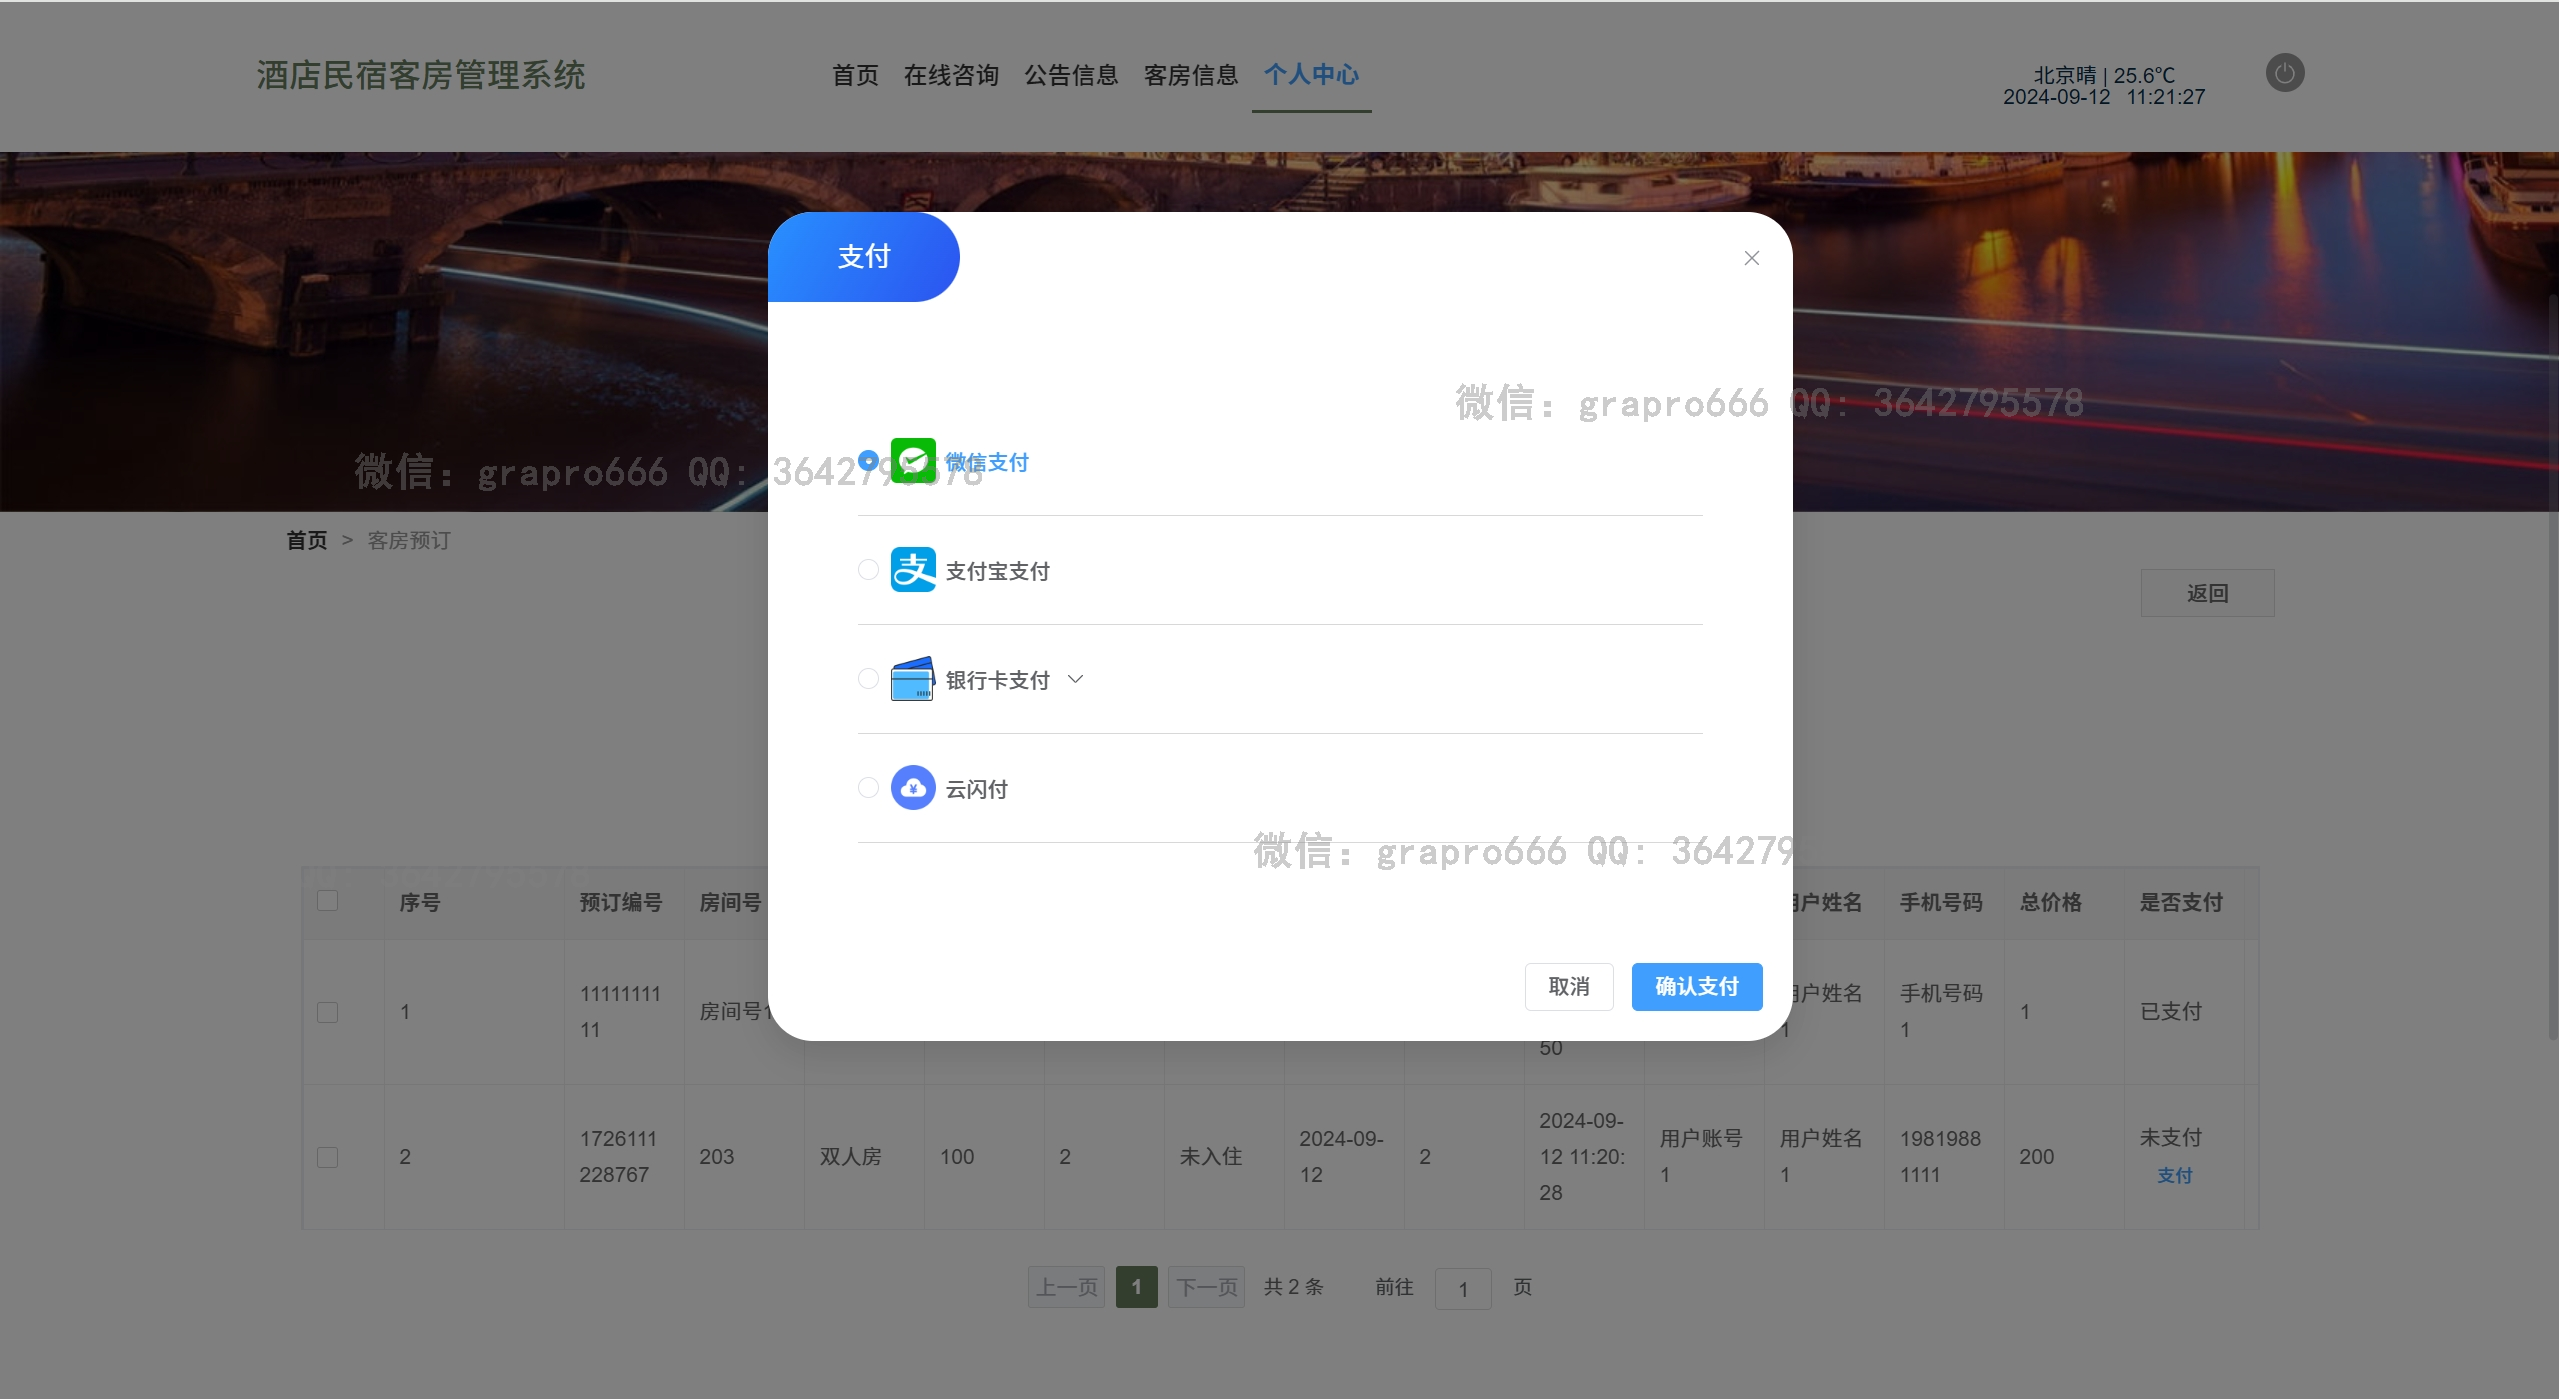 酒店民宿客房管理系统
首页 在线咨询 公告信息 客房信息 个人中心
北京晴 | 25.6℃
2024-09-12 11:21:27
支付
微信：grapro666 QQ：3642795578
微信支付
微信：grapro666 QQ：3642795578
首页 > 客房预订
支付宝支付
返回
支
银行卡支付
云闪付
微信：grapro666 QQ：364279
序号 预订编号 房间号 用户姓名 手机号码 总价格 是否支付
取消 确认支付
1 11111111
11 房间号1 50 用户姓名
1 手机号码
1 1 已支付
2 1726111
228767 203 双人房 100 2 未入住 2024-09-
12 2 2024-09-
12 11:20:
28 用户账号
1 用户姓名
1 1981988
1111 200 未支付
支付
上一页 1 下一页 共 2 条 前往 1 页